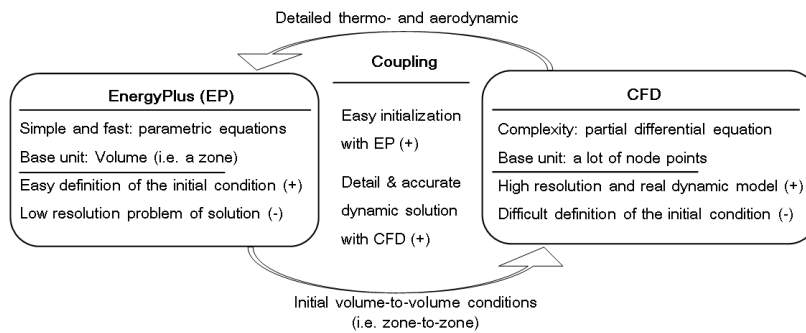 Detailed thermo- and aerodynamic
EnergyPlus (EP)
Simple and fast: parametric equations
Base unit: Volume (i.e. a zone)
Easy definition of the initial condition (+)
Low resolution problem of solution (-)
Coupling
Easy initialization
with EP (+)
Detail & accurate
dynamic solution
with CFD (+)
CFD
Complexity: partial differential equation
Base unit: a lot of node points
High resolution and real dynamic model (+)
Difficult definition of the initial condition (-)
Initial volume-to-volume conditions
(i.e. zone-to-zone)